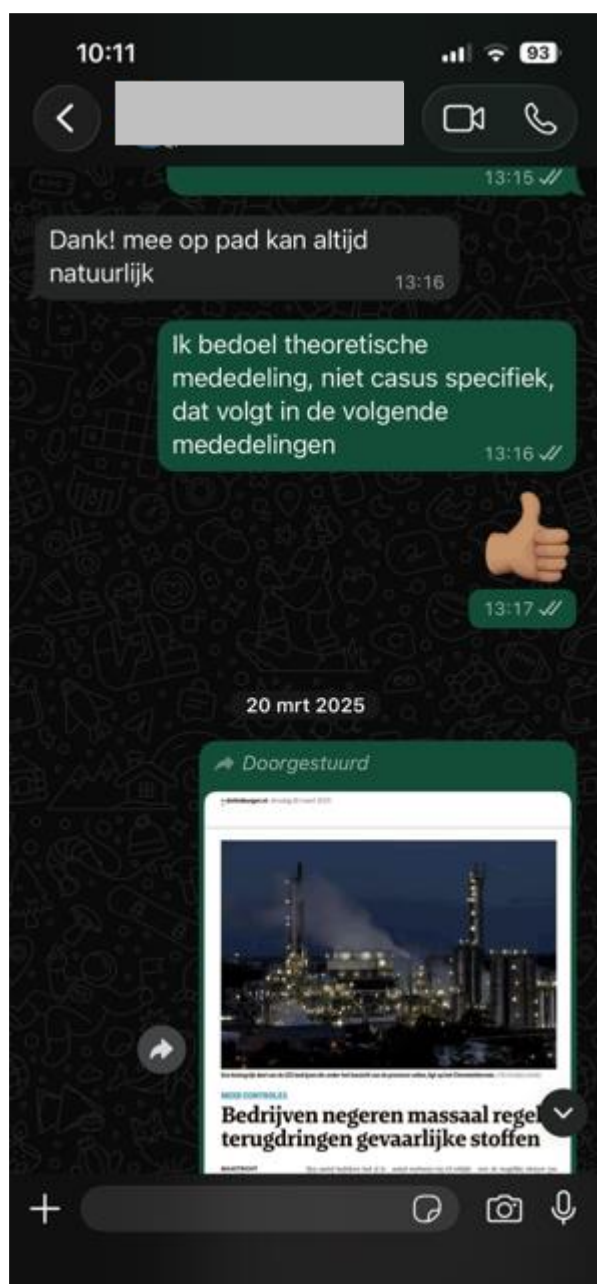 10:11
93
13:15
Dank! mee op pad kan altijd
natuurlijk
13:16
Ik bedoel theoretische
mededeling, niet casus specifiek,
dat volgt in de volgende
mededelingen
13:16
13:17
20 mrt 2025
Doorgestuurd
MEER CONTROLES
Bedrijven negeren massaal regel
terugdringen gevaarlijke stoffen
MAASTRICHT